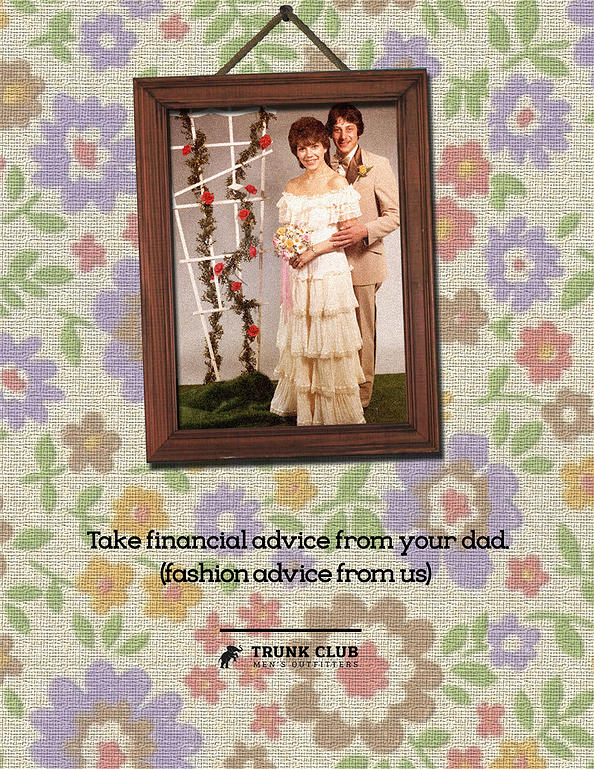 Take financial advice from your dad.
(fashion advice from us)
TRUNK CLUB
MEN'S OUTFITTERS